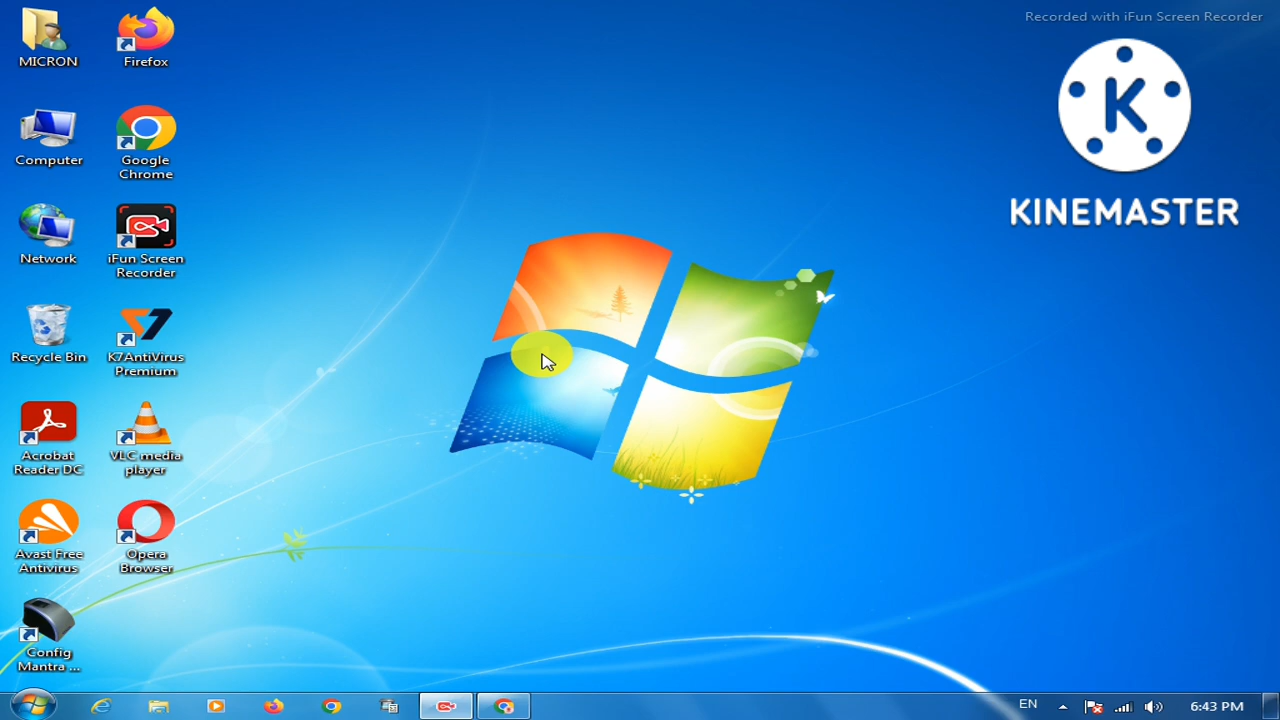 Recorded with iFun Screen Recorder
KINEMASTER
MICRON
Firefox
Computer
Google
Chrome
Network
iFun Screen
Recorder
Recycle Bin
K7AntiVirus
Premium
Acrobat
Reader DC
VLC media
player
Avast Free
Antivirus
Opera
Browser
Config
Mantra ...
EN
6:43 PM